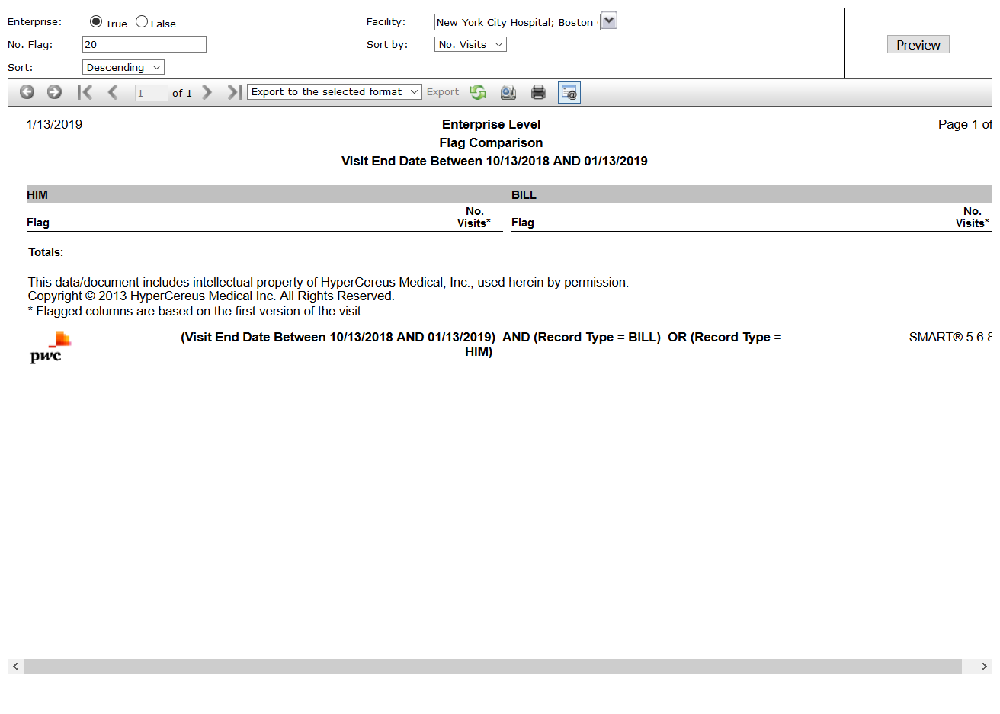 Enterprise: True False Facility: New York City Hospital; Boston
No. Flag: 20 Sort by: No. Visits Preview
Sort: Descending
1 of 1 Export to the selected format Export
1/13/2019 Enterprise Level Page 1 of
Flag Comparison
Visit End Date Between 10/13/2018 AND 01/13/2019
HIM BILL
Flag No. Visits* Flag No. Visits*
Totals:
This data/document includes intellectual property of HyperCereus Medical, Inc., used herein by permission.
Copyright © 2013 HyperCereus Medical Inc. All Rights Reserved.
* Flagged columns are based on the first version of the visit.
pwc (Visit End Date Between 10/13/2018 AND 01/13/2019) AND (Record Type = BILL) OR (Record Type = SMART® 5.6.8
HIM)